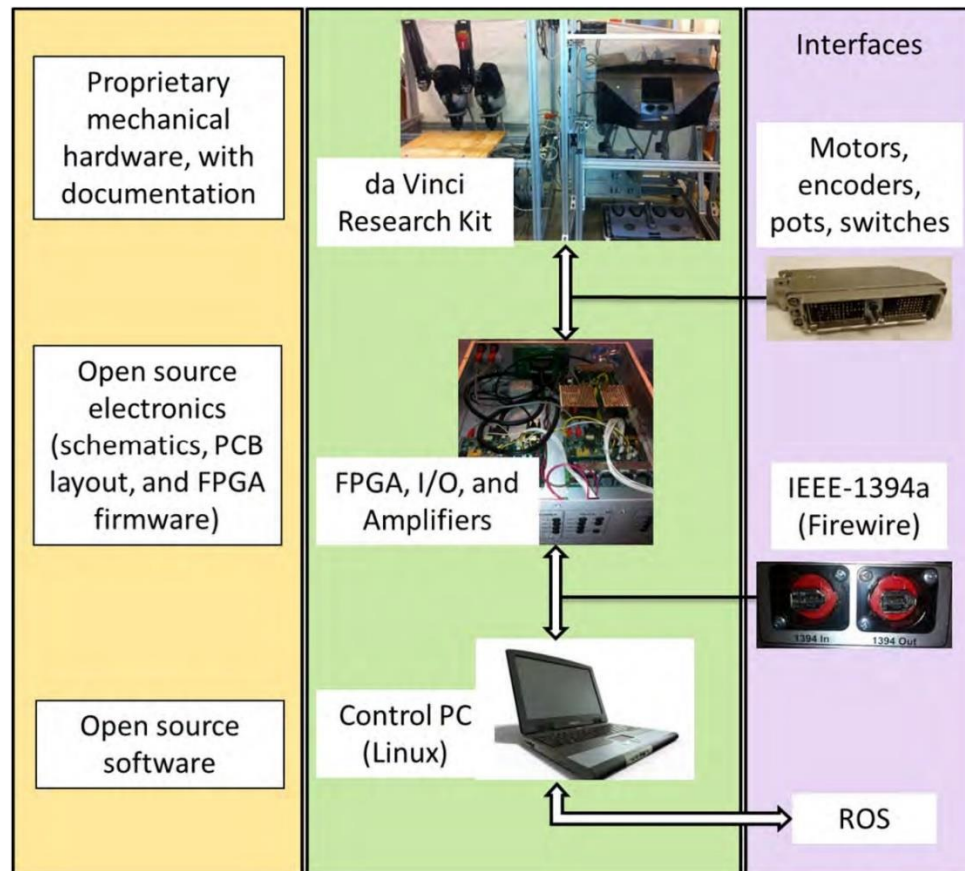 Proprietary
mechanical
hardware, with
documentation
Open source
electronics
(schematics, PCB
layout, and FPGA
firmware)
Open source
software
da Vinci
Research Kit
FPGA, I/O, and
Amplifiers
Control PC
(Linux)
Interfaces
Motors,
encoders,
pots, switches
IEEE-1394a
(Firewire)
1394 In
1394 Out
ROS